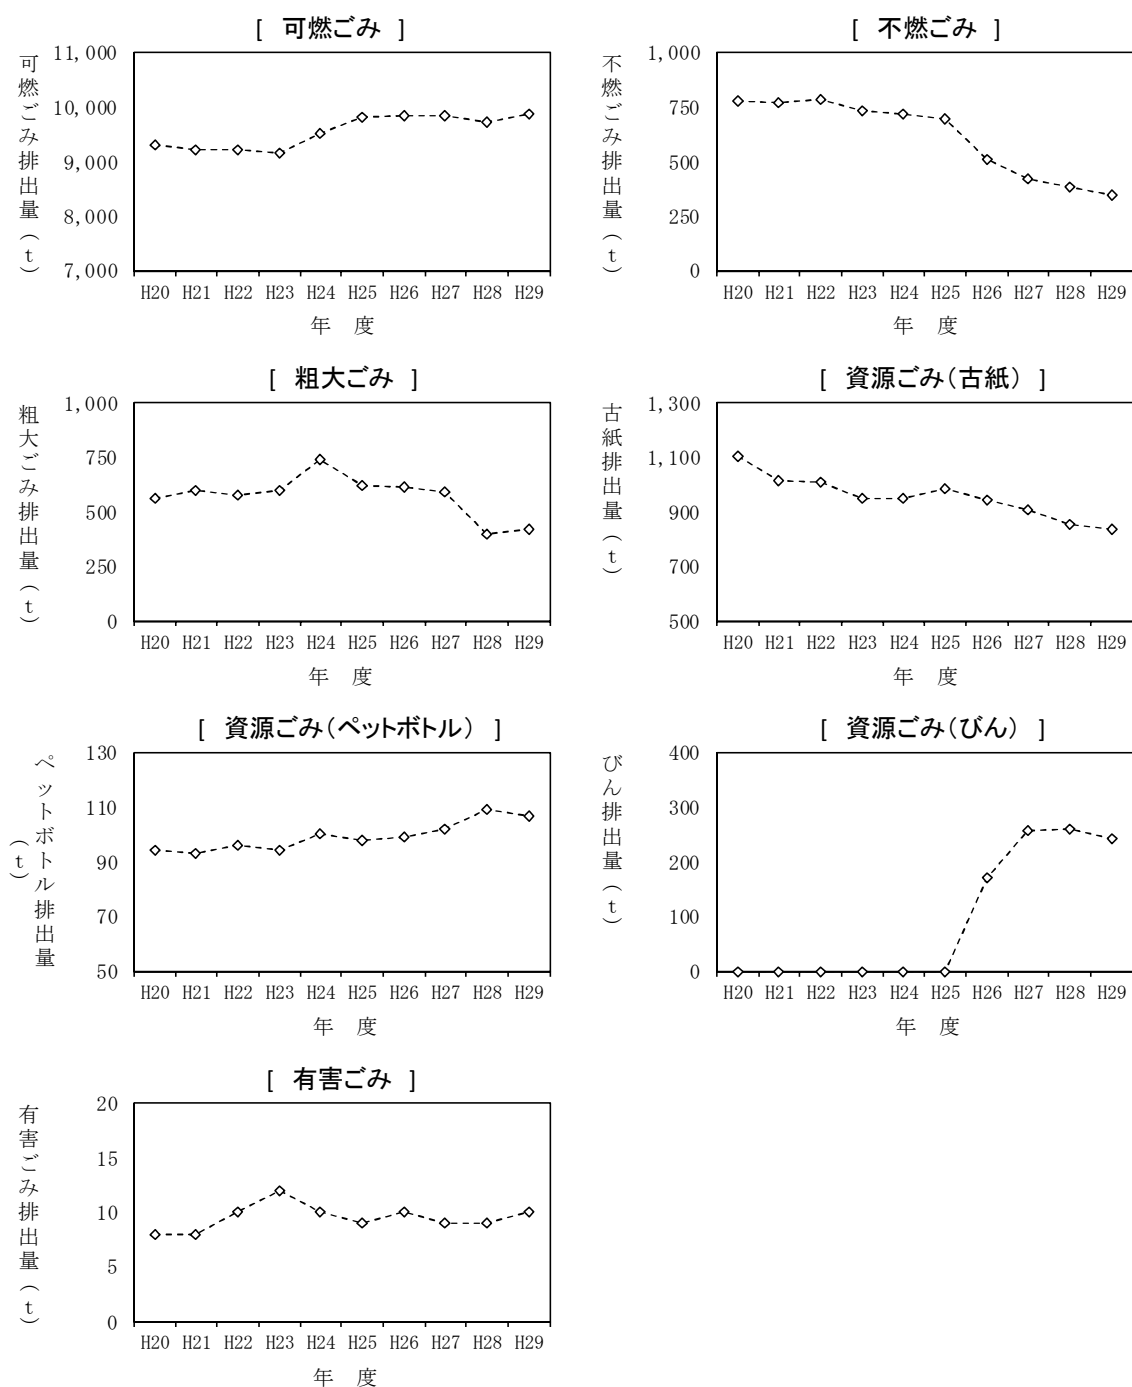 [ 可燃ごみ ]
可燃ごみ排出量(t)
11,000
10,000
9,000
8,000
7,000
H20 H21 H22 H23 H24 H25 H26 H27 H28 H29
年 度
[ 不燃ごみ ]
不燃ごみ排出量(t)
1,000
750
500
250
0
H20 H21 H22 H23 H24 H25 H26 H27 H28 H29
年 度
[ 粗大ごみ ]
粗大ごみ排出量(t)
1,000
750
500
250
0
H20 H21 H22 H23 H24 H25 H26 H27 H28 H29
年 度
[ 資源ごみ(古紙) ]
古紙排出量(t)
1,300
1,100
900
700
500
H20 H21 H22 H23 H24 H25 H26 H27 H28 H29
年 度
[ 資源ごみ(ペットボトル) ]
ペットボトル排出量
(t)
130
110
90
70
50
H20 H21 H22 H23 H24 H25 H26 H27 H28 H29
年 度
[ 資源ごみ(びん) ]
びん排出量(t)
400
300
200
100
0
H20 H21 H22 H23 H24 H25 H26 H27 H28 H29
年 度
[ 有害ごみ ]
有害ごみ排出量(t)
20
15
10
5
0
H20 H21 H22 H23 H24 H25 H26 H27 H28 H29
年 度